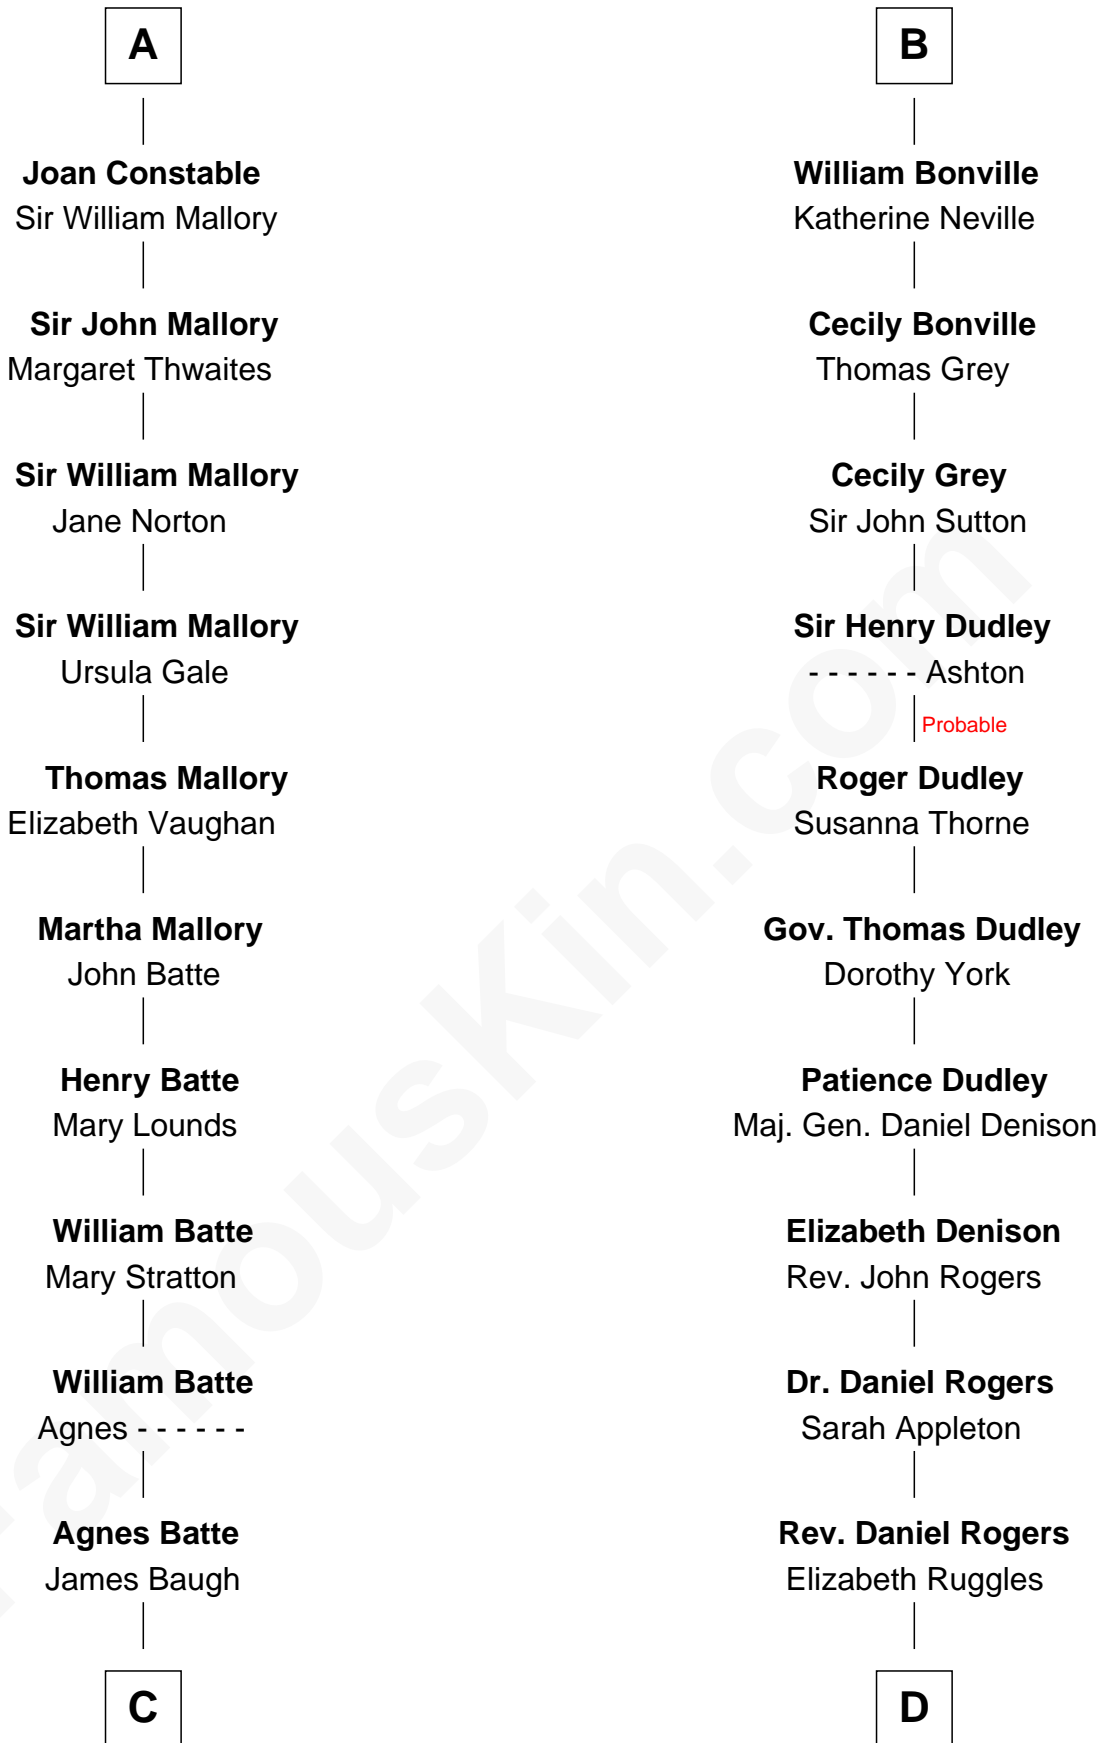 A
Joan Constable
Sir William Mallory
Sir John Mallory
Margaret Thwaites
Sir William Mallory
Jane Norton
Sir William Mallory
Ursula Gale
Thomas Mallory
Elizabeth Vaughan
Martha Mallory
John Batte
Henry Batte
Mary Lounds
William Batte
Mary Stratton
William Batte
Agnes - - - - - -
Agnes Batte
James Baugh
C
B
William Bonville
Katherine Neville
Cecily Bonville
Thomas Grey
Cecily Grey
Sir John Sutton
Sir Henry Dudley
- - - - - - Ashton
Probable
Roger Dudley
Susanna Thorne
Gov. Thomas Dudley
Dorothy York
Patience Dudley
Maj. Gen. Daniel Denison
Elizabeth Denison
Rev. John Rogers
Dr. Daniel Rogers
Sarah Appleton
Rev. Daniel Rogers
Elizabeth Ruggles
D
FamousKin.com